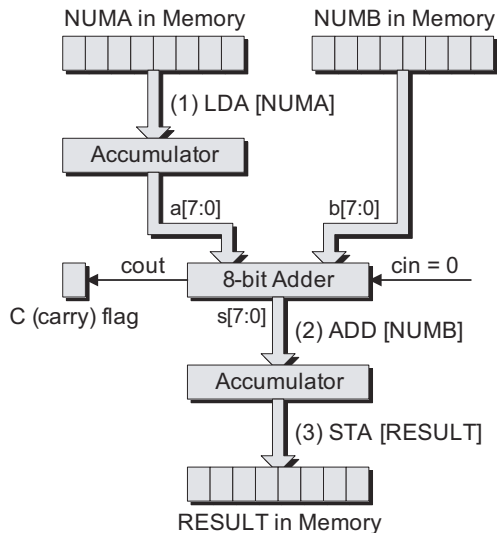 NUMA in Memory
NUMB in Memory
(1) LDA [NUMA]
Accumulator
a[7:0]
b[7:0]
cout
8-bit Adder
cin = 0
C (carry) flag
s[7:0]
(2) ADD [NUMB]
Accumulator
(3) STA [RESULT]
RESULT in Memory